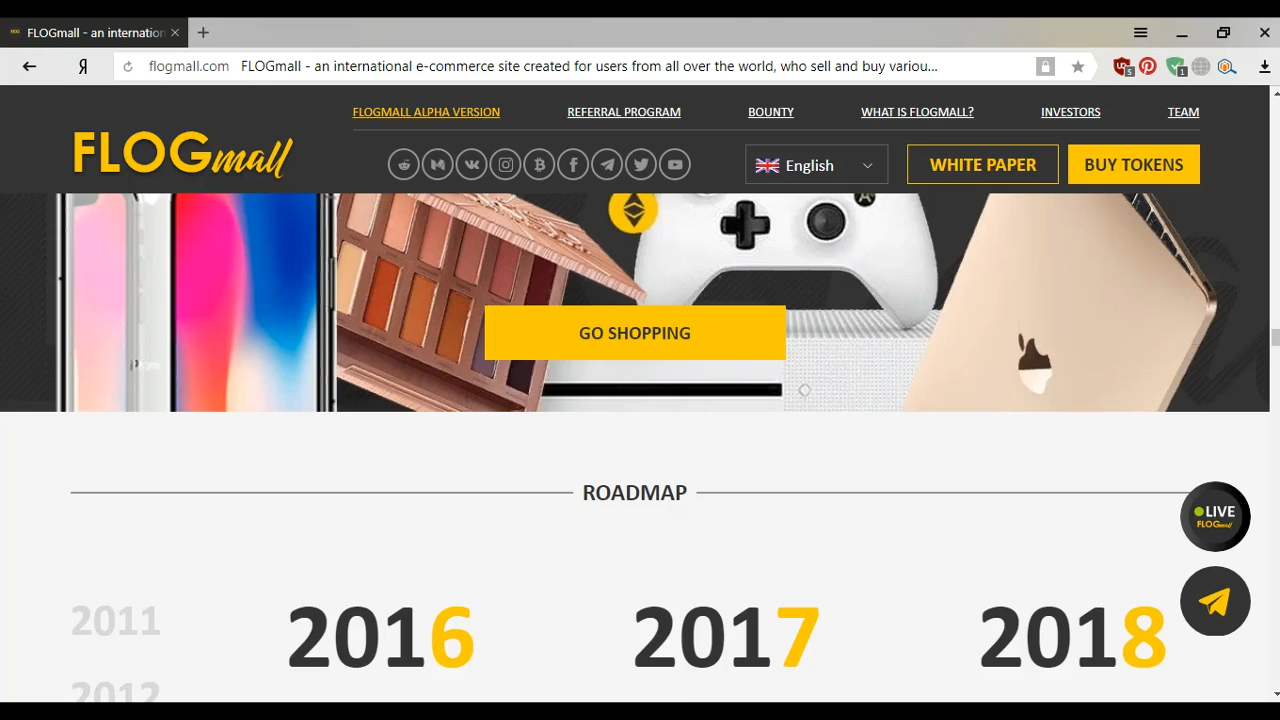 FLOGmall - an internation
flogmall.com FLOGmall - an international e-commerce site created for users from all over the world, who sell and buy variou...
5
1
FLOGMALL ALPHA VERSION
REFERRAL PROGRAM
BOUNTY
WHAT IS FLOGMALL?
INVESTORS
TEAM
FLOGmall
English
WHITE PAPER
BUY TOKENS
GO SHOPPING
ROADMAP
LIVE
FLOGmall
2011
2016
2017
2018
2012